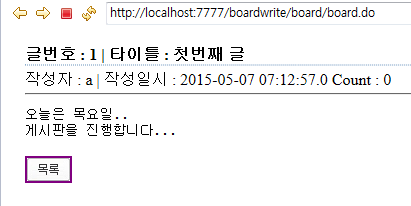 http://localhost:7777/boardwrite/board/board.do
글번호 : 1 | 타이틀 : 첫번째 글
작성자 : a | 작성일시 : 2015-05-07 07:12:57.0 Count : 0
오늘은 목요일..
게시판을 진행합니다...
목록